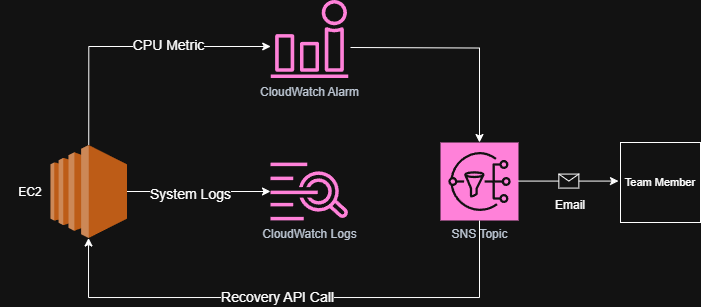 CPU Metric
CloudWatch Alarm
EC2
System Logs
CloudWatch Logs
SNS Topic
Email
Team Member
Recovery API Call